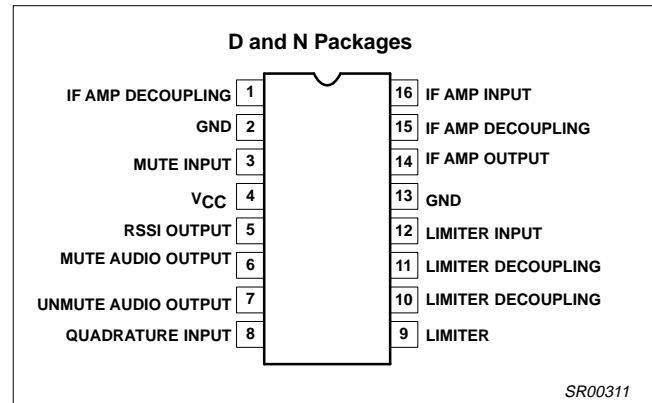 D and N Packages
IF AMP DECOUPLING 1
GND 2
MUTE INPUT 3
VCC 4
RSSI OUTPUT 5
MUTE AUDIO OUTPUT 6
UNMUTE AUDIO OUTPUT 7
QUADRATURE INPUT 8
16 IF AMP INPUT
15 IF AMP DECOUPLING
14 IF AMP OUTPUT
13 GND
12 LIMITER INPUT
11 LIMITER DECOUPLING
10 LIMITER DECOUPLING
9 LIMITER
SR00311